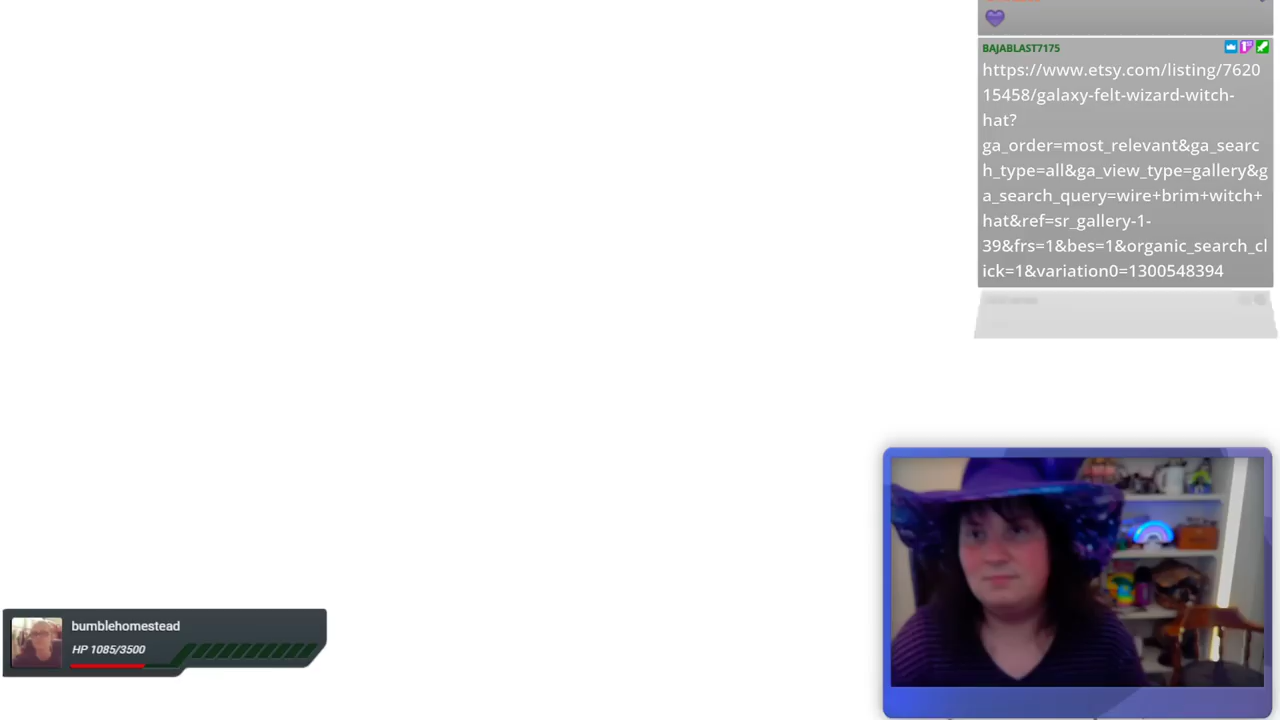 BAJABLAST7175
https://www.etsy.com/listing/7620
15458/galaxy-felt-wizard-witch-
hat?
ga_order=most_relevant&ga_searc
h_type=all&ga_view_type=gallery&g
a_search_query=wire+brim+witch+
hat&ref=sr_gallery-1-
39&frs=1&bes=1&organic_search_cl
ick=1&variation0=1300548394
bumblehomestead
HP 1085/3500